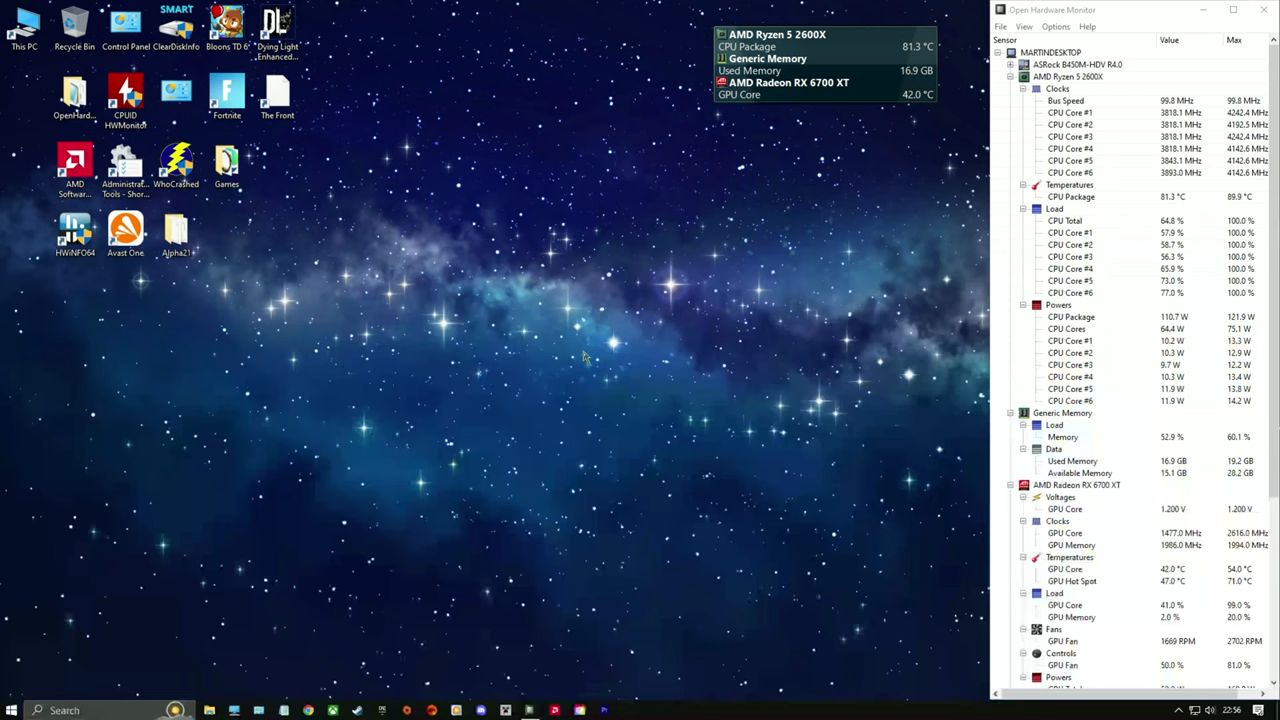 This PC
Recycle Bin
Control Panel
SMART
ClearDiskInfo
Bloons TD 6
DL
Dying Light
Enhanced...
OpenHard...
CPUID
HWMonitor
Fortnite
The Front
AMD
Softwar...
Administrat...
Tools - Shor...
WhoCrashed
Games
HWiNFO64
Avast One
Alpha21
AMD Ryzen 5 2600X
CPU Package 81.3 °C
Generic Memory
Used Memory 16.9 GB
AMD Radeon RX 6700 XT
GPU Core 42.0 °C
Open Hardware Monitor
File View Options Help
Sensor Value Max
MARTINDESKTOP
ASRock B450M-HDV R4.0
AMD Ryzen 5 2600X
Clocks
Bus Speed 99.8 MHz 99.8 MHz
CPU Core #1 3818.1 MHz 4242.4 MHz
CPU Core #2 3818.1 MHz 4192.5 MHz
CPU Core #3 3818.1 MHz 4242.4 MHz
CPU Core #4 3818.1 MHz 4142.6 MHz
CPU Core #5 3843.1 MHz 4142.6 MHz
CPU Core #6 3893.0 MHz 4142.6 MHz
Temperatures
CPU Package 81.3 °C 89.9 °C
Load
CPU Total 64.8 % 100.0 %
CPU Core #1 57.9 % 100.0 %
CPU Core #2 58.7 % 100.0 %
CPU Core #3 56.3 % 100.0 %
CPU Core #4 65.9 % 100.0 %
CPU Core #5 73.0 % 100.0 %
CPU Core #6 77.0 % 100.0 %
Powers
CPU Package 110.7 W 121.9 W
CPU Cores 64.4 W 75.1 W
CPU Core #1 10.2 W 13.3 W
CPU Core #2 10.3 W 12.9 W
CPU Core #3 9.7 W 12.2 W
CPU Core #4 10.3 W 13.4 W
CPU Core #5 11.9 W 13.8 W
CPU Core #6 11.9 W 14.2 W
Generic Memory
Load
Memory 52.9 % 60.1 %
Data
Used Memory 16.9 GB 19.2 GB
Available Memory 15.1 GB 28.2 GB
AMD Radeon RX 6700 XT
Voltages
GPU Core 1.200 V 1.200 V
Clocks
GPU Core 1477.0 MHz 2616.0 MHz
GPU Memory 1986.0 MHz 1994.0 MHz
Temperatures
GPU Core 42.0 °C 54.0 °C
GPU Hot Spot 47.0 °C 71.0 °C
Load
GPU Core 41.0 % 99.0 %
GPU Memory 2.0 % 20.0 %
Fans
GPU Fan 1669 RPM 2702 RPM
Controls
GPU Fan 50.0 % 81.0 %
Powers
Search
22:56